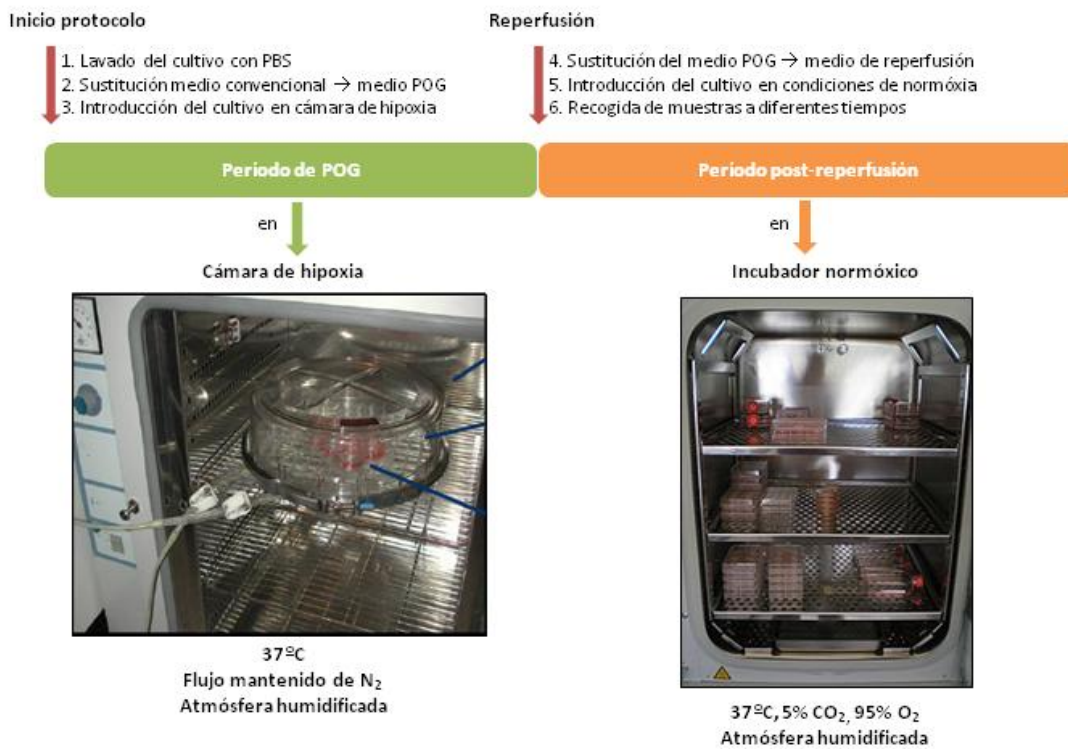 Inicio protocolo
1. Lavado del cultivo con PBS
2. Sustitución medio convencional → medio POG
3. Introducción del cultivo en cámara de hipoxia
Reperfusión
4. Sustitución del medio POG → medio de reperfusión
5. Introducción del cultivo en condiciones de normóxia
6. Recogida de muestras a diferentes tiempos
Período de POG
Período post-reperfusión
en
en
Cámara de hipoxia
Incubador normóxico
37ºC
Flujo mantenido de N₂
Atmósfera humidificada
37ºC, 5% CO₂, 95% O₂
Atmósfera humidificada